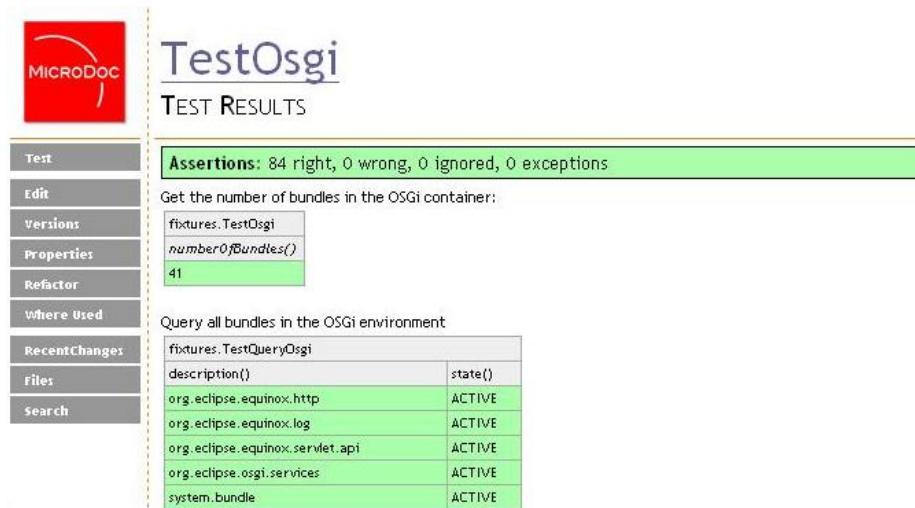 MICRODOC
TestOsgi
TEST RESULTS
Test
Edit
Versions
Properties
Refactor
Where Used
RecentChanges
Files
Search
Assertions: 84 right, 0 wrong, 0 ignored, 0 exceptions
Get the number of bundles in the OSGi container:
fixtures.TestOsgi
numberOfBundles()
41
Query all bundles in the OSGi environment
fixtures.TestQueryOsgi
description() state()
org.eclipse.equinox.http ACTIVE
org.eclipse.equinox.log ACTIVE
org.eclipse.equinox.servlet.api ACTIVE
org.eclipse.osgi.services ACTIVE
system.bundle ACTIVE